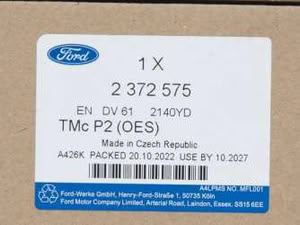 Ford
1 X
2 372 575
EN DV 61 2140YD
TMc P2 (OES)
Made in Czech Republic
A426K PACKED 20.10.2022 USE BY 10.2027
A4LPMS NO.:MFL001
Ford-Werke GmbH, Henry-Ford-Straße 1, 50735 Köln
Ford Motor Company Limited, Arterial Road, Laindon, Essex. SS15 6EE